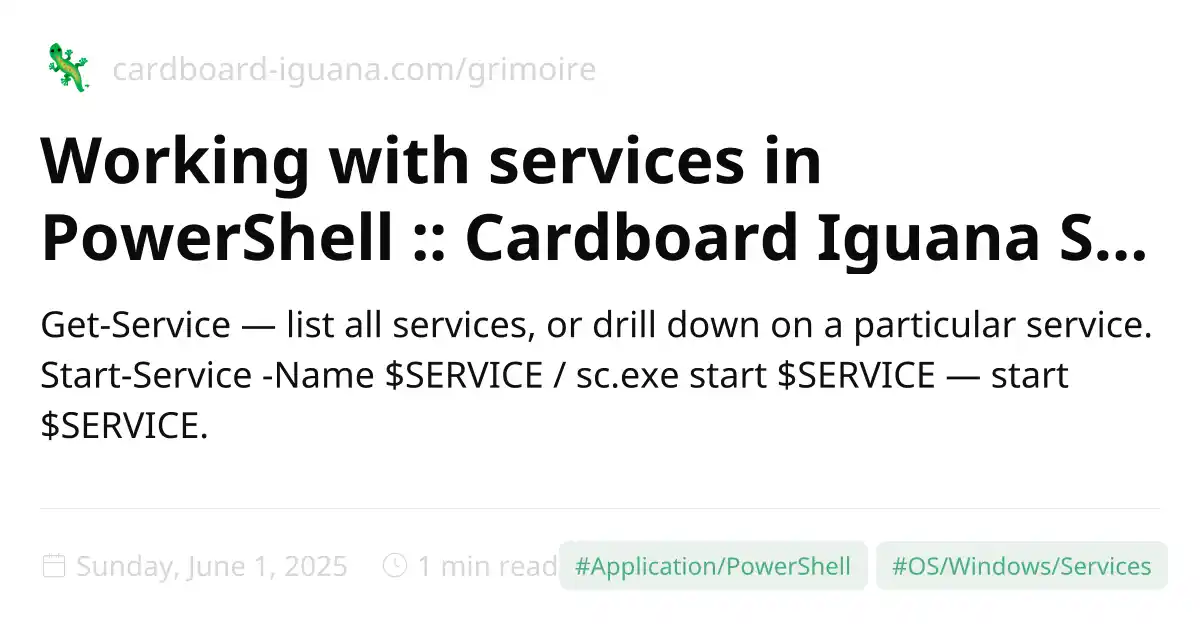 cardboard-iguana.com/grimoire
Working with services in
PowerShell :: Cardboard Iguana S...
Get-Service — list all services, or drill down on a particular service.
Start-Service -Name $SERVICE / sc.exe start $SERVICE — start
$SERVICE.
Sunday, June 1, 2025 1 min read #Application/PowerShell #OS/Windows/Services